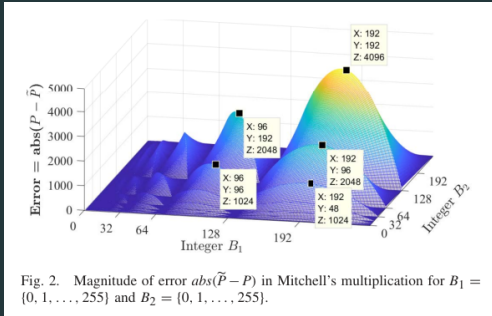 X: 192
Y: 192
Z: 4096
5000
4000
3000
2000
1000
0
Error = abs(P − P̃)
X: 96
Y: 192
Z: 2048
X: 96
Y: 96
Z: 1024
X: 192
Y: 96
Z: 2048
X: 192
Y: 48
Z: 1024
0
32
64
128
192
Integer B₁
0
32
64
128
192
Integer B₂
Fig. 2. Magnitude of error abs(P̃ − P) in Mitchell's multiplication for B₁ =
{0, 1, . . . , 255} and B₂ = {0, 1, . . . , 255}.